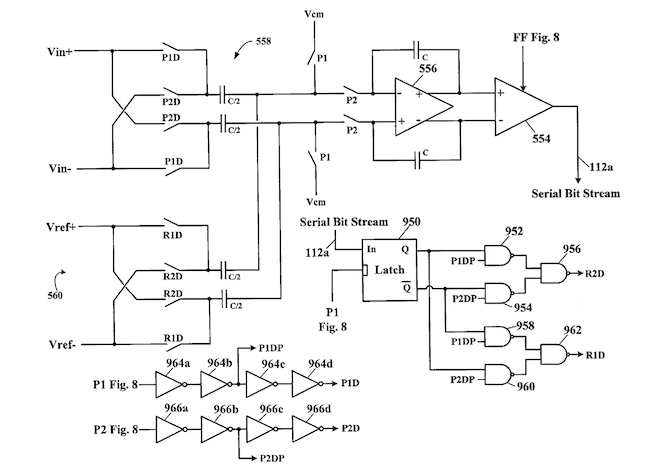 Vin+
P1D
558
Vcm
P1
P2D
P2D
C/2
C/2
P1D
Vin-
P2
P2
P1
Vcm
C
556
C
FF Fig. 8
554
112a
Serial Bit Stream
Vref+
R1D
R2D
R2D
C/2
C/2
560
R1D
Vref-
Serial Bit Stream
112a
950
In Q
Latch
Q
P1
Fig. 8
952
P1DP
P2DP
954
956
R2D
958
P1DP
P2DP
960
962
R1D
P1DP
964a 964b 964c 964d
P1 Fig. 8
P1D
966a 966b 966c 966d
P2 Fig. 8
P2D
P2DP